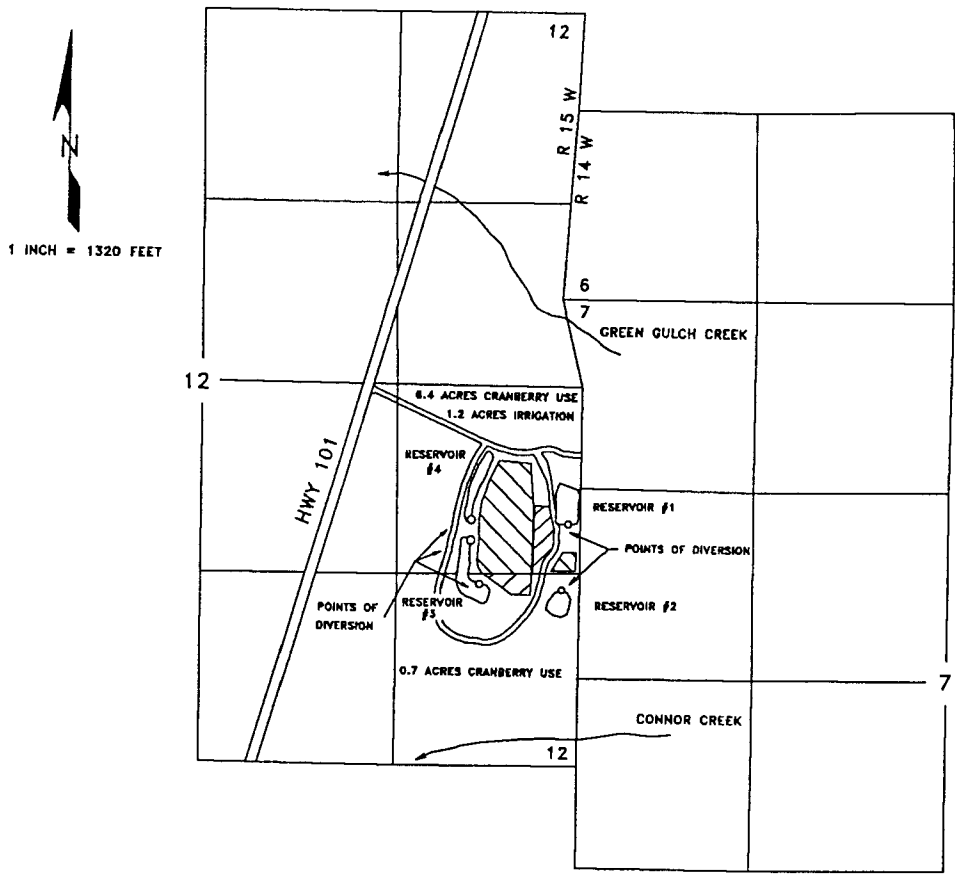 12
R 15 W
R 14 W
N
1 INCH = 1320 FEET
6
7
GREEN GULCH CREEK
12
6.4 ACRES CRANBERRY USE
1.2 ACRES IRRIGATION
HWY 101
RESERVOIR
#4
RESERVOIR #1
POINTS OF DIVERSION
POINTS OF
DIVERSION
RESERVOIR
#3
RESERVOIR #2
0.7 ACRES CRANBERRY USE
7
CONNOR CREEK
12